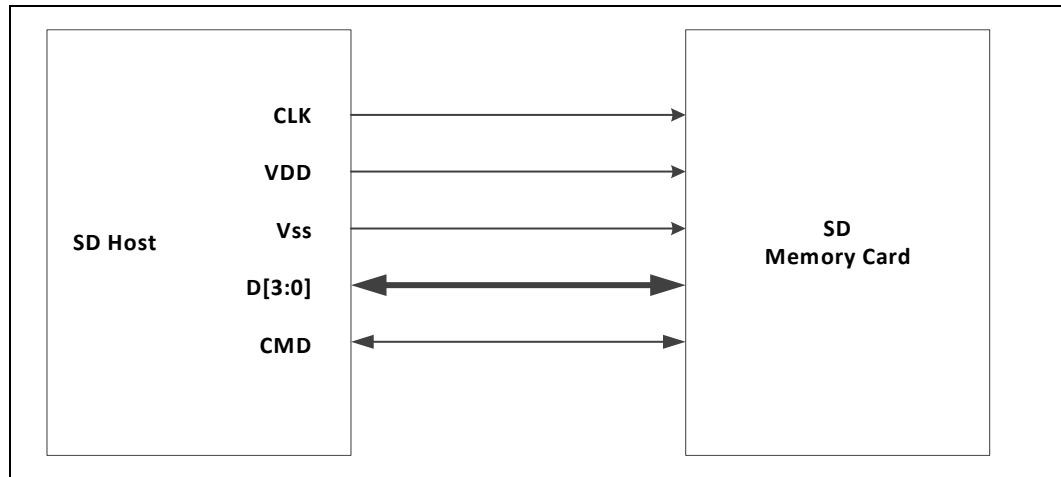 CLK
VDD
Vss
SD Host
D[3:0]
CMD
SD
Memory Card